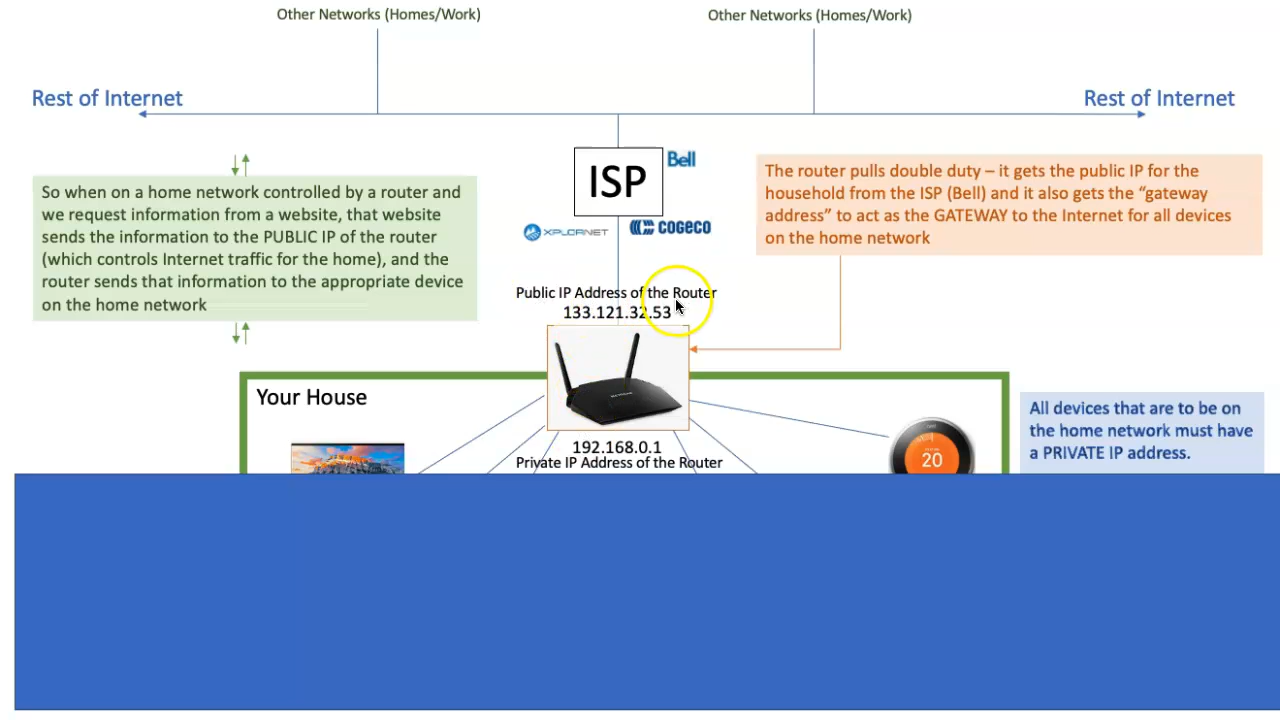 Other Networks (Homes/Work)
Other Networks (Homes/Work)
Rest of Internet
Rest of Internet
ISP
Bell
XPLORNET
COGECO
So when on a home network controlled by a router and
we request information from a website, that website
sends the information to the PUBLIC IP of the router
(which controls Internet traffic for the home), and the
router sends that information to the appropriate device
on the home network
The router pulls double duty – it gets the public IP for the
household from the ISP (Bell) and it also gets the “gateway
address” to act as the GATEWAY to the Internet for all devices
on the home network
Public IP Address of the Router
133.121.32.53
Your House
192.168.0.1
Private IP Address of the Router
20
All devices that are to be on
the home network must have
a PRIVATE IP address.